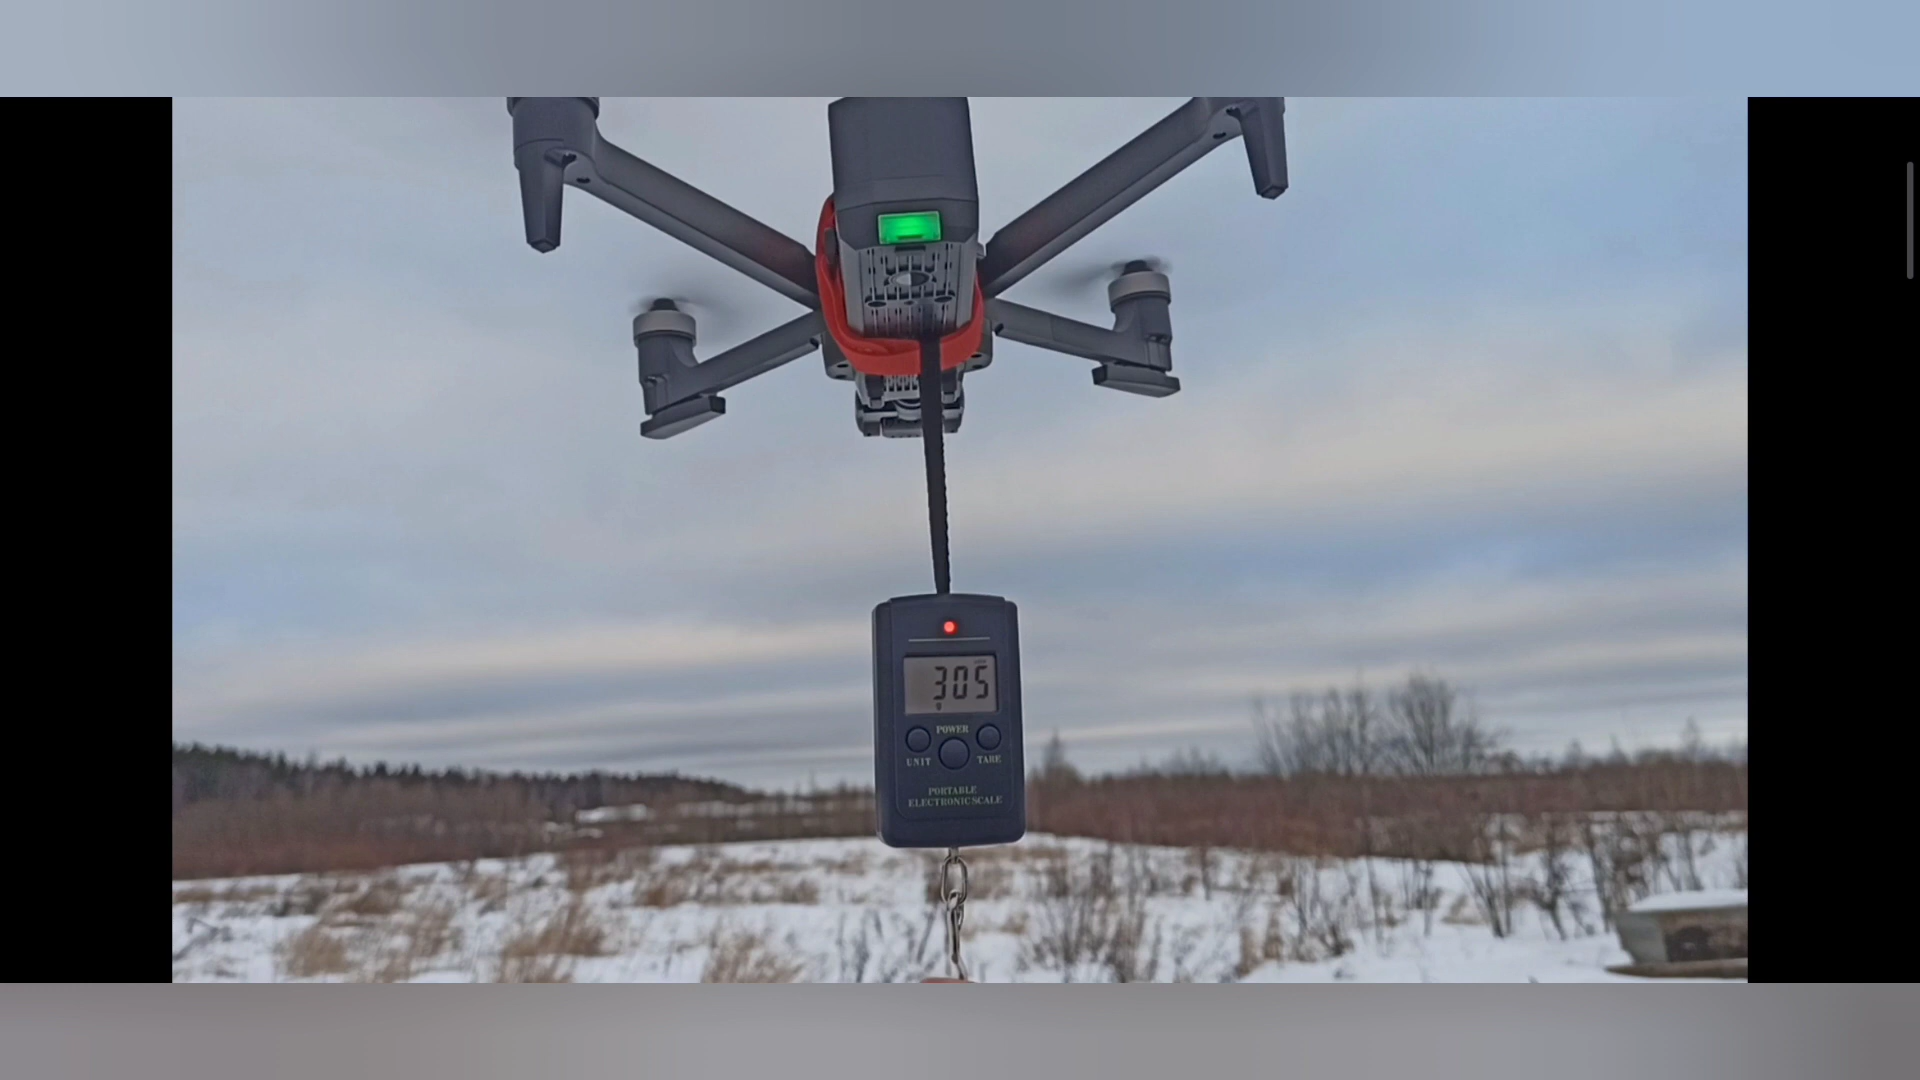 305
g
POWER
UNIT TARE
PORTABLE
ELECTRONIC SCALE